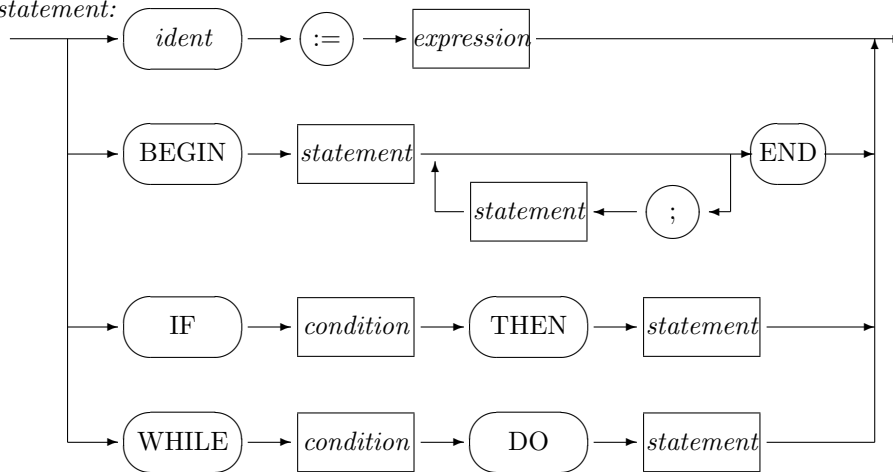 statement:
ident := expression
BEGIN statement END
statement ;
IF condition THEN statement
WHILE condition DO statement